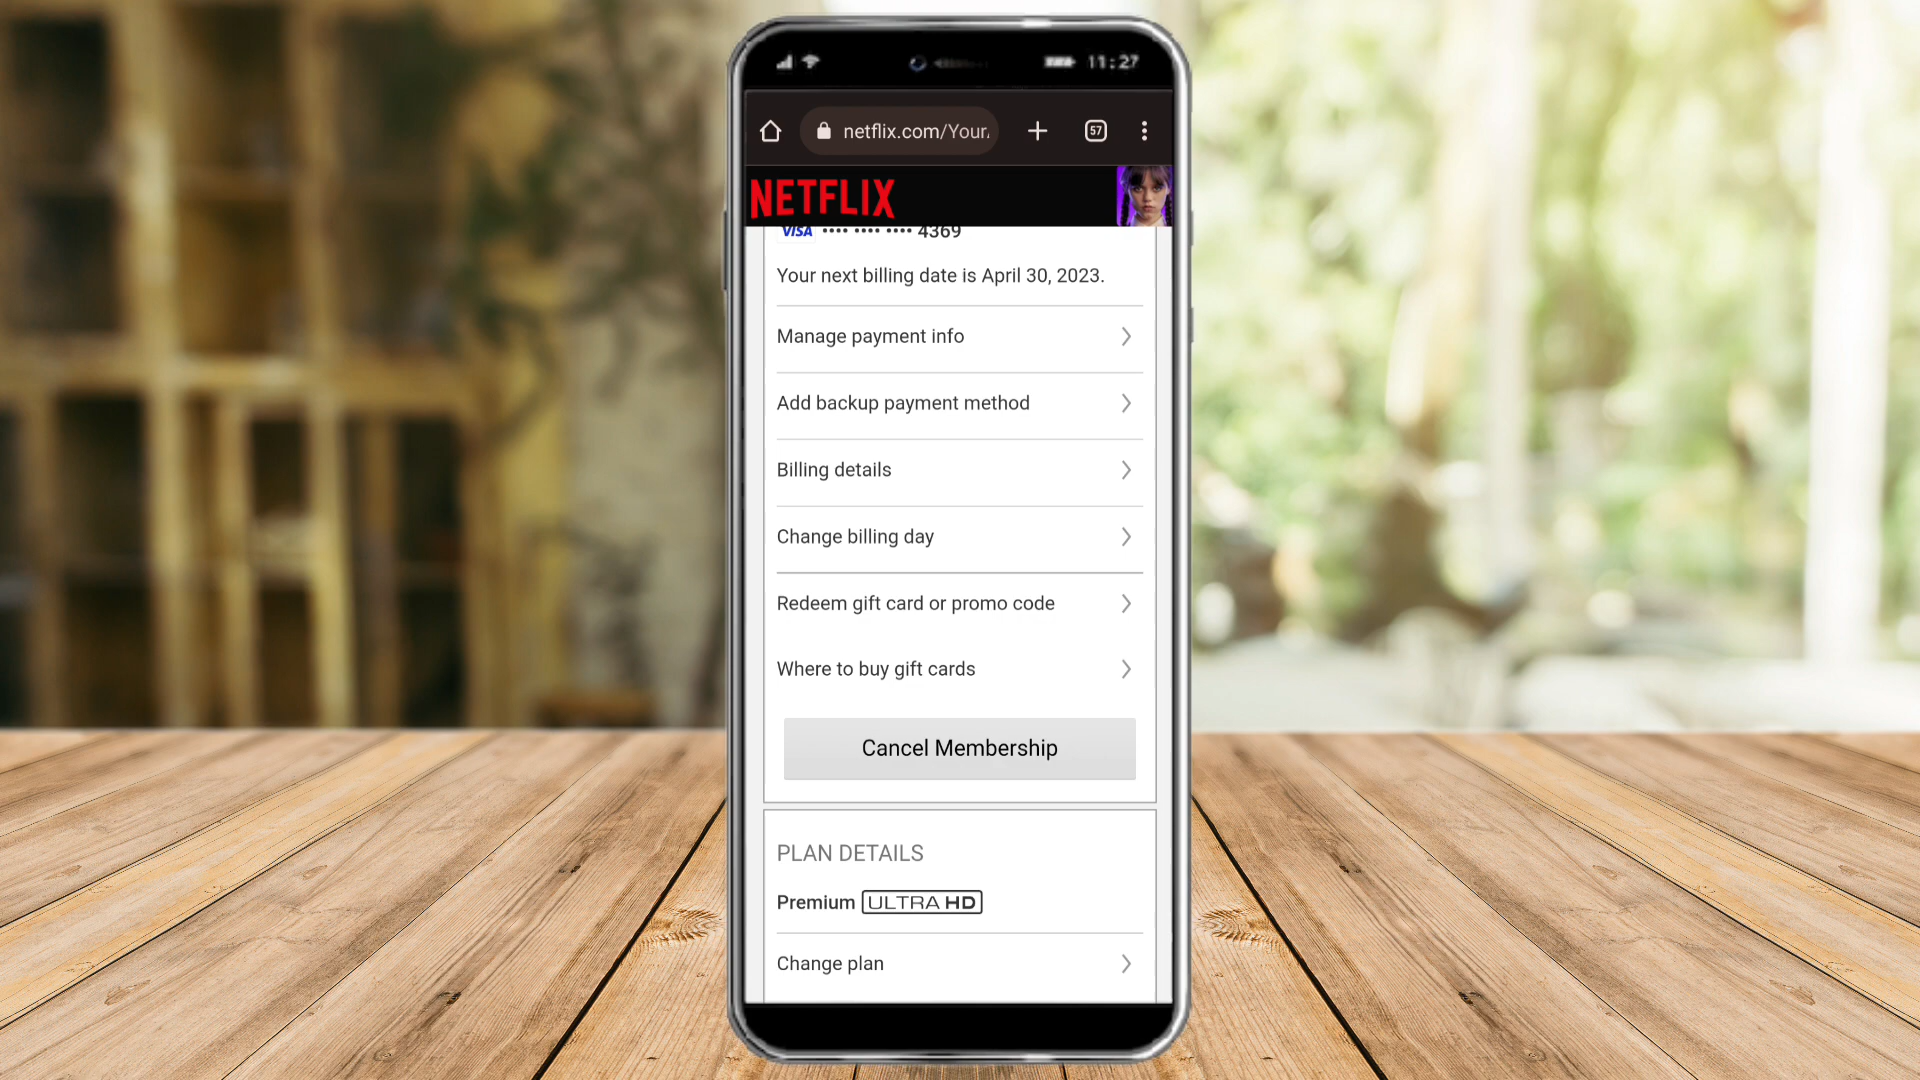 11:27
netflix.com/Your
57
NETFLIX
VISA •••• •••• •••• 4369
Your next billing date is April 30, 2023.
Manage payment info
Add backup payment method
Billing details
Change billing day
Redeem gift card or promo code
Where to buy gift cards
Cancel Membership
PLAN DETAILS
Premium ULTRA HD
Change plan